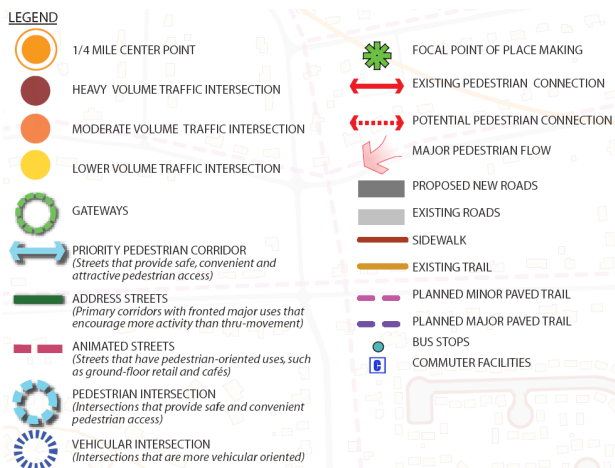 LEGEND
1/4 MILE CENTER POINT
HEAVY VOLUME TRAFFIC INTERSECTION
MODERATE VOLUME TRAFFIC INTERSECTION
LOWER VOLUME TRAFFIC INTERSECTION
GATEWAYS
PRIORITY PEDESTRIAN CORRIDOR
(Streets that provide safe, convenient and
attractive pedestrian access)
ADDRESS STREETS
(Primary corridors with fronted major uses that
encourage more activity than thru-movement)
ANIMATED STREETS
(Streets that have pedestrian-oriented uses, such
as ground-floor retail and cafés)
PEDESTRIAN INTERSECTION
(Intersections that provide safe and convenient
pedestrian access)
VEHICULAR INTERSECTION
(Intersections that are more vehicular oriented)
FOCAL POINT OF PLACE MAKING
EXISTING PEDESTRIAN CONNECTION
POTENTIAL PEDESTRIAN CONNECTION
MAJOR PEDESTRIAN FLOW
PROPOSED NEW ROADS
EXISTING ROADS
SIDEWALK
EXISTING TRAIL
PLANNED MINOR PAVED TRAIL
PLANNED MAJOR PAVED TRAIL
BUS STOPS
C COMMUTER FACILITIES